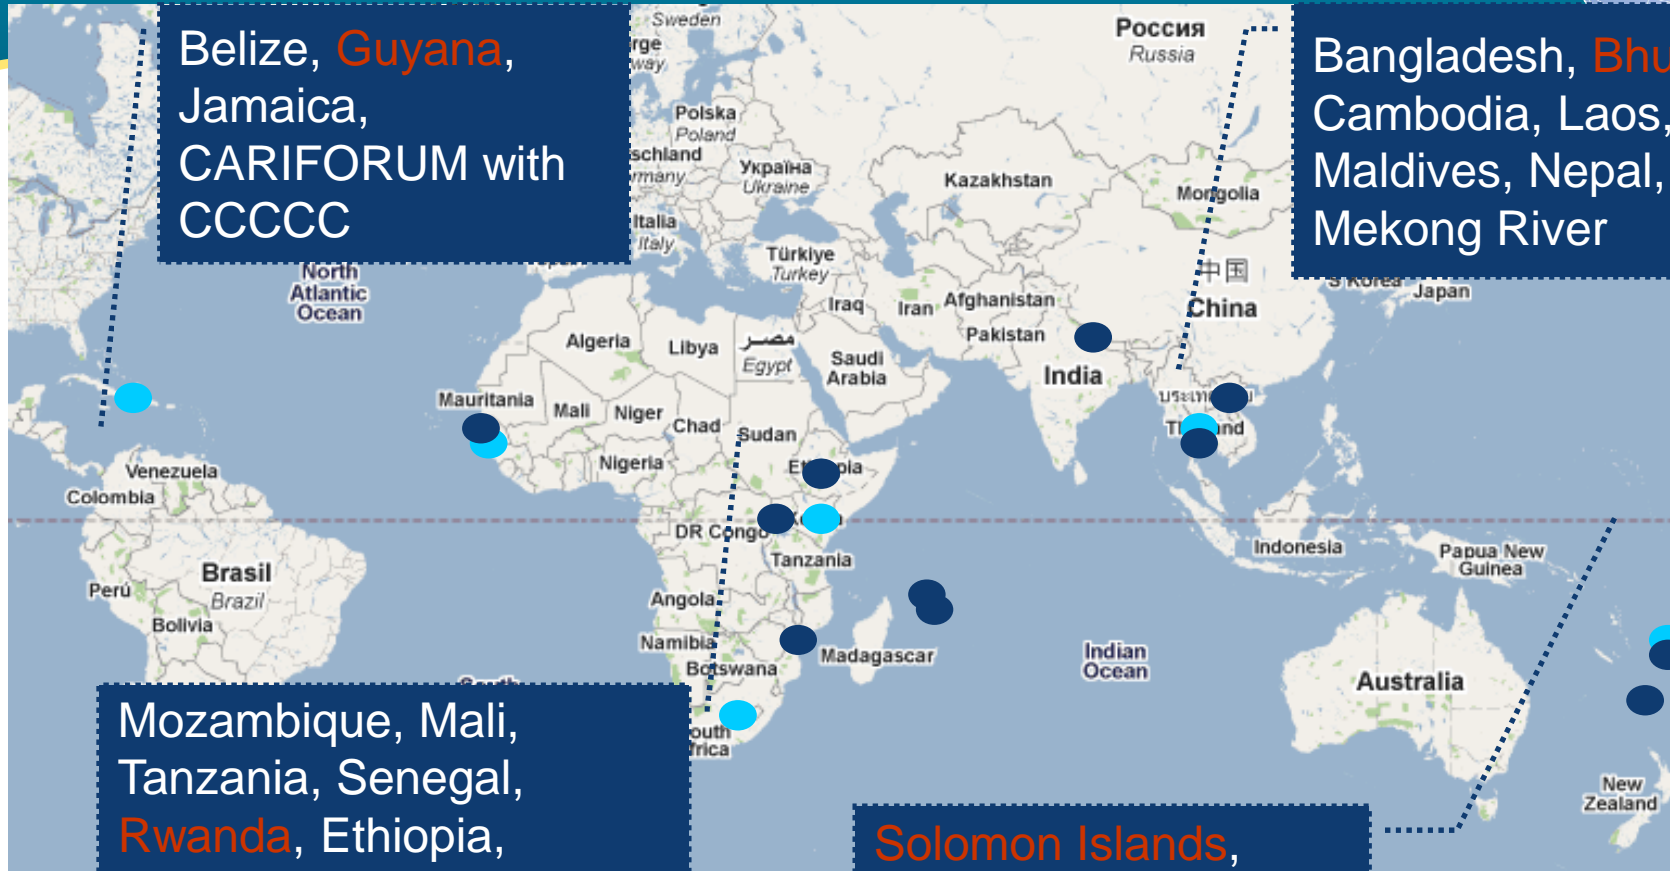 Belize, Guyana,
Jamaica,
CARIFORUM with
CCCCC
Bangladesh, Bhu
Cambodia, Laos,
Maldives, Nepal,
Mekong River
Sweden
Россия
Russia
Polska
Poland
Україна
Ukraine
Kazakhstan
Mongolia
Italia
Italy
Türkiye
Turkey
North
Atlantic
Ocean
中国
China
Japan
Iraq
Iran
Afghanistan
Pakistan
Algeria
Libya
مصر
Egypt
Saudi
Arabia
India
Mauritania
Mali
Niger
Chad
Sudan
Nigeria
Venezuela
Colombia
DR Congo
Tanzania
Indonesia
Papua New
Guinea
Brasil
Brazil
Perú
Bolivia
Angola
Namibia
Botswana
Madagascar
Indian
Ocean
Australia
New
Zealand
Mozambique, Mali,
Tanzania, Senegal,
Rwanda, Ethiopia,
Solomon Islands,